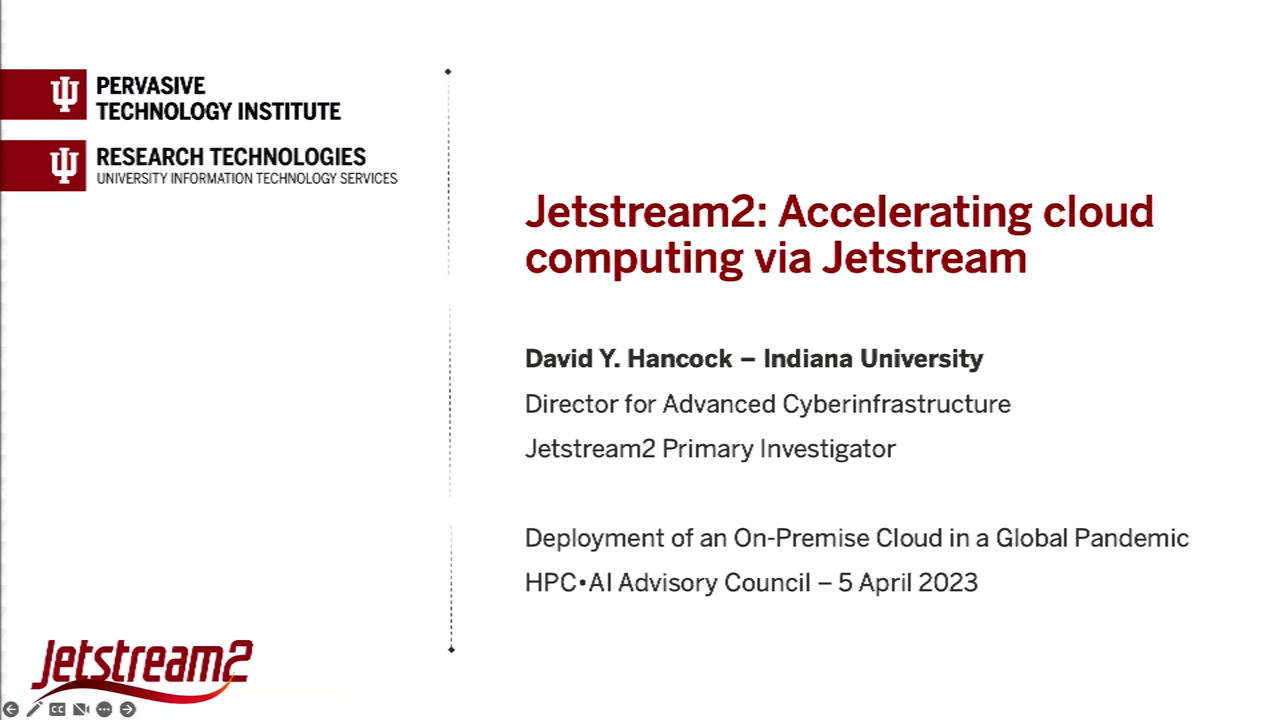 PERVASIVE
TECHNOLOGY INSTITUTE
RESEARCH TECHNOLOGIES
UNIVERSITY INFORMATION TECHNOLOGY SERVICES
Jetstream2: Accelerating cloud
computing via Jetstream
David Y. Hancock – Indiana University
Director for Advanced Cyberinfrastructure
Jetstream2 Primary Investigator
Deployment of an On-Premise Cloud in a Global Pandemic
HPC•AI Advisory Council – 5 April 2023
Jetstream2
CC